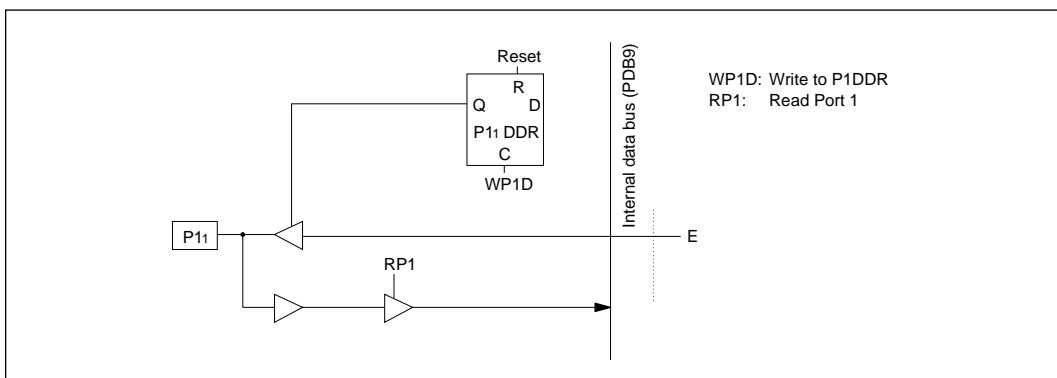 Reset
R
Q D
P11 DDR
C
WP1D
Internal data bus (PDB9)
WP1D: Write to P1DDR
RP1: Read Port 1
P11
E
RP1